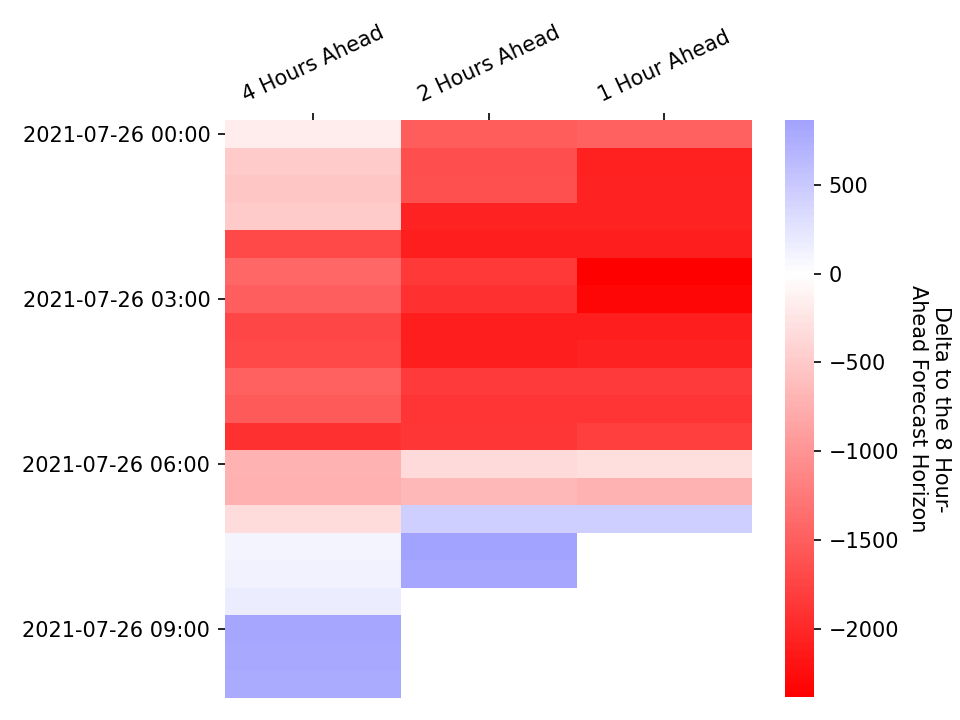 4 Hours Ahead
2 Hours Ahead
1 Hour Ahead
2021-07-26 00:00
2021-07-26 03:00
2021-07-26 06:00
2021-07-26 09:00
500
0
−500
−1000
−1500
−2000
Delta to the 8 Hour-
Ahead Forecast Horizon